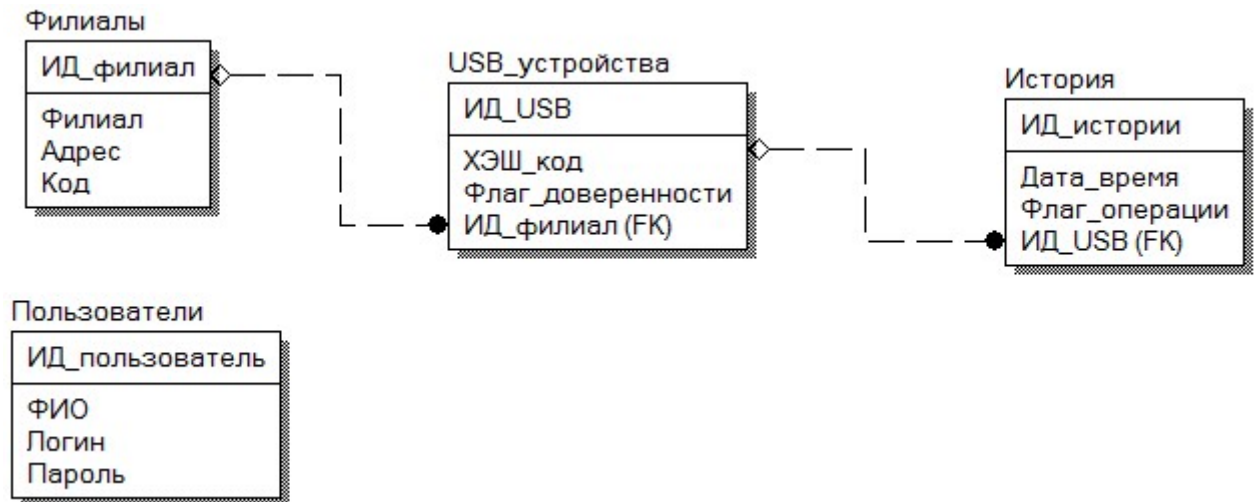 Филиалы
ИД_филиал
Филиал
Адрес
Код
USB_устройства
ИД_USB
ХЭШ_код
Флаг_доверенности
ИД_филиал (FK)
История
ИД_истории
Дата_время
Флаг_операции
ИД_USB (FK)
Пользователи
ИД_пользователь
ФИО
Логин
Пароль